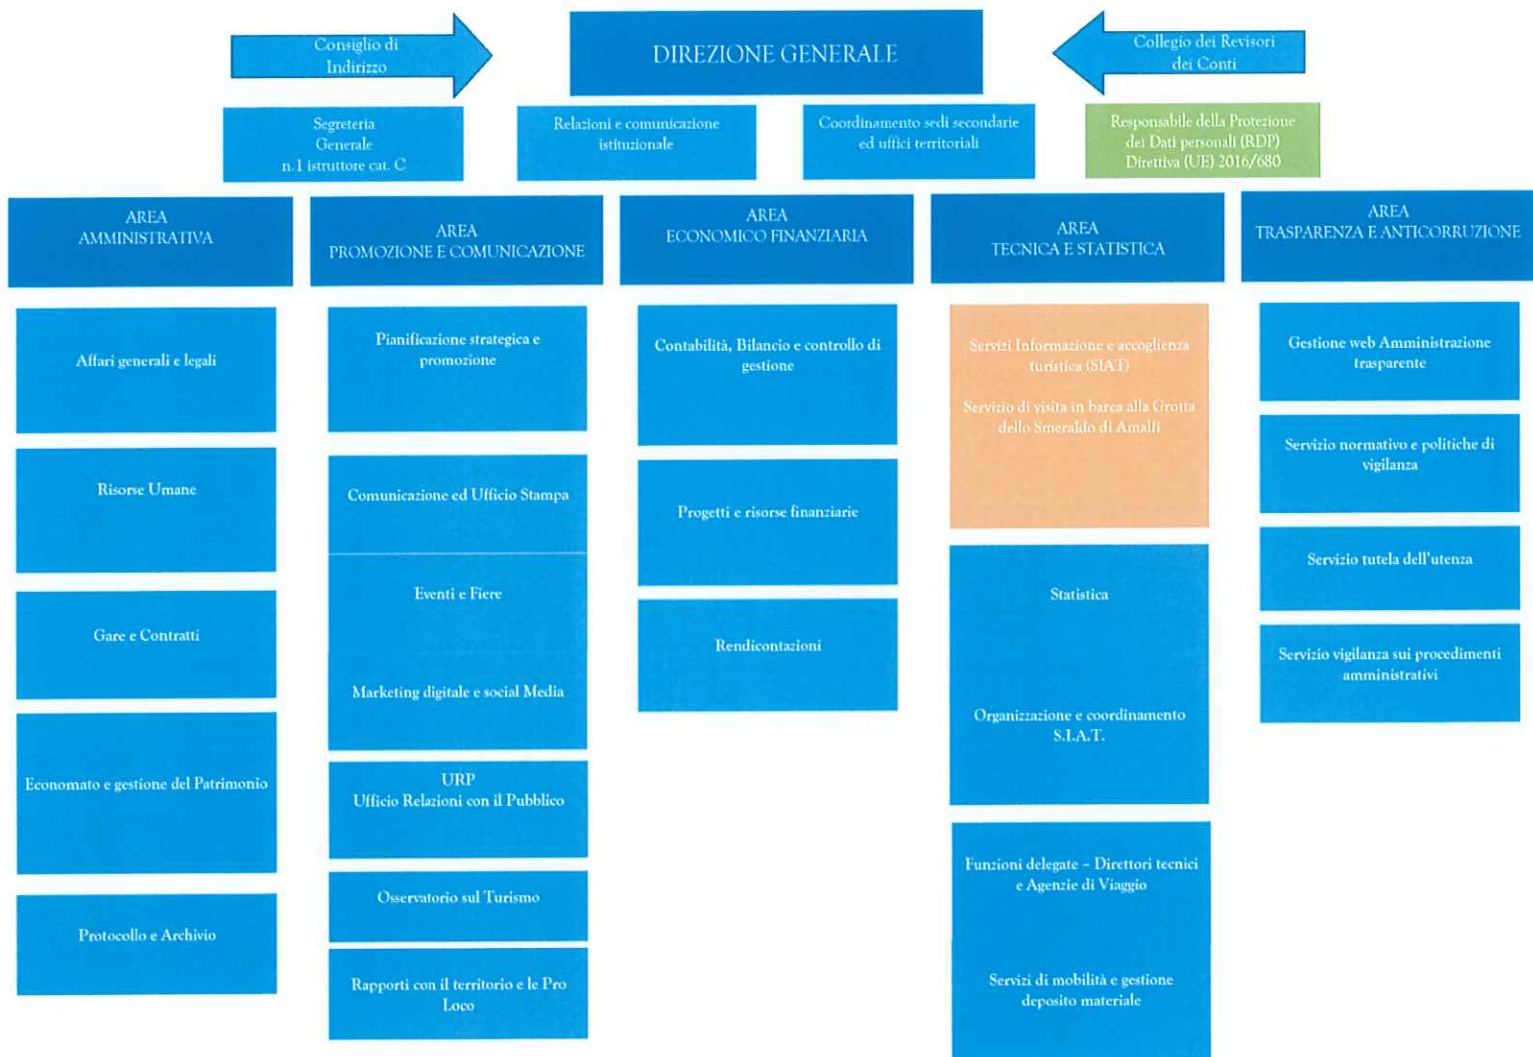 Consiglio di
Indirizzo
DIREZIONE GENERALE
Collegio dei Revisori
dei Conti
Segreteria
Generale
n.1 istruttore cat. C
Relazioni e comunicazione
istituzionale
Coordinamento sedi secondarie
ed uffici territoriali
Responsabile della Protezione
dei Dati personali (RDP)
Direttiva (UE) 2016/680
AREA
AMMINISTRATIVA
Affari generali e legali
Risorse Umane
Gare e Contratti
Economato e gestione del Patrimonio
Protocollo e Archivio
AREA
PROMOZIONE E COMUNICAZIONE
Pianificazione strategica e
promozione
Comunicazione ed Ufficio Stampa
Eventi e Fiere
Marketing digitale e social Media
URP
Ufficio Relazioni con il Pubblico
Osservatorio sul Turismo
Rapporti con il territorio e le Pro
Loco
AREA
ECONOMICO FINANZIARIA
Contabilità, Bilancio e controllo di
gestione
Progetti e risorse finanziarie
Rendicontazioni
AREA
TECNICA E STATISTICA
Servizi Informazione e accoglienza
turistica (SIAT)
Servizio di visita in barca alla Grotta
dello Smeraldo di Amalfi
Statistica
Organizzazione e coordinamento
S.I.A.T.
Funzioni delegate – Direttori tecnici
e Agenzie di Viaggio
Servizi di mobilità e gestione
deposito materiale
AREA
TRASPARENZA E ANTICORRUZIONE
Gestione web Amministrazione
trasparente
Servizio normativo e politiche di
vigilanza
Servizio tutela dell'utenza
Servizio vigilanza sui procedimenti
amministrativi